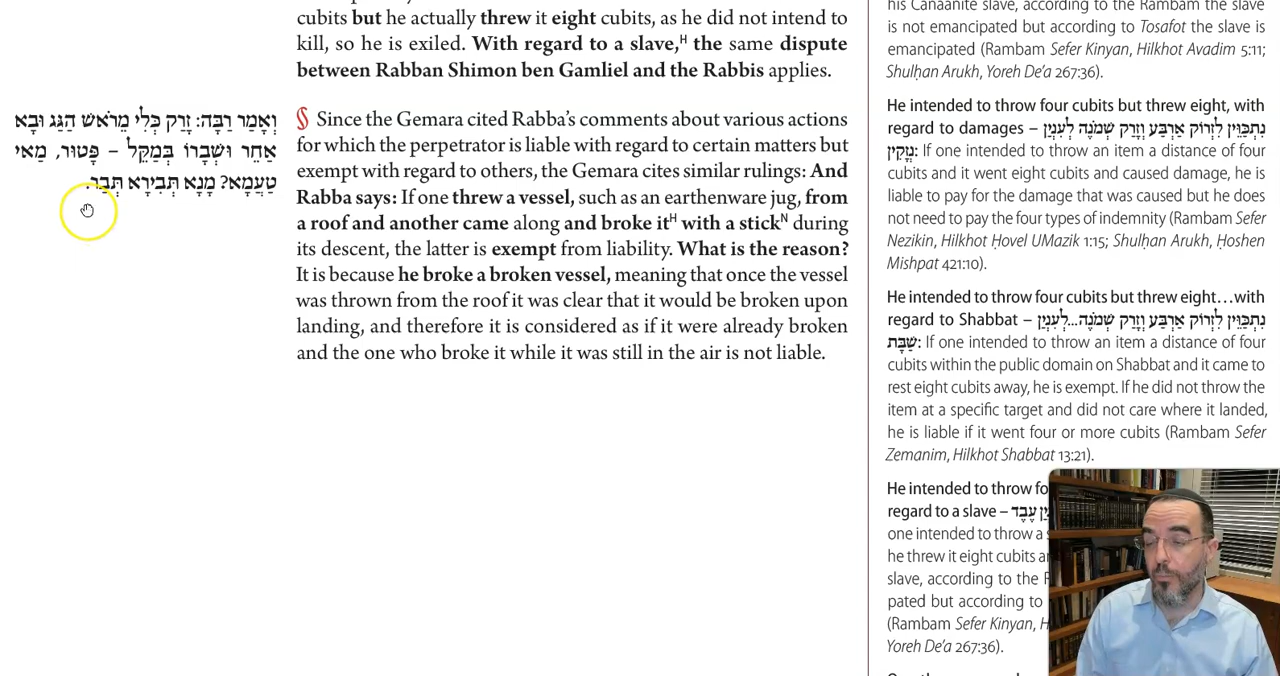 cubits but he actually threw it eight cubits, as he did not intend to
kill, so he is exiled. With regard to a slave,ᴴ the same dispute
between Rabban Shimon ben Gamliel and the Rabbis applies.
וְאָמַר רַבָּה: זָרַק כְּלִי מֵרֹאשׁ הַגַּג וּבָא
אַחֵר וּשְׁבָרוֹ בְּמַקֵּל – פָּטוּר, מַאי
טַעֲמָא? מָנָא תְּבִירָא תְּבַר.
§ Since the Gemara cited Rabba’s comments about various actions
for which the perpetrator is liable with regard to certain matters but
exempt with regard to others, the Gemara cites similar rulings: And
Rabba says: If one threw a vessel, such as an earthenware jug, from
a roof and another came along and broke itᴴ with a stickᴺ during
its descent, the latter is exempt from liability. What is the reason?
It is because he broke a broken vessel, meaning that once the vessel
was thrown from the roof it was clear that it would be broken upon
landing, and therefore it is considered as if it were already broken
and the one who broke it while it was still in the air is not liable.
his Canaanite slave, according to the Rambam the slave
is not emancipated but according to Tosafot the slave is
emancipated (Rambam Sefer Kinyan, Hilkhot Avadim 5:11;
Shulḥan Arukh, Yoreh De’a 267:36).
He intended to throw four cubits but threw eight, with
regard to damages – נִתְכַּוֵּין לִזְרוֹק אַרְבַּע וְזָרַק שְׁמֹנֶה לְעִנְיַן
נְזָקִין: If one intended to throw an item a distance of four
cubits and it went eight cubits and caused damage, he is
liable to pay for the damage that was caused but he does
not need to pay the four types of indemnity (Rambam Sefer
Nezikin, Hilkhot Ḥovel UMazik 1:15; Shulḥan Arukh, Ḥoshen
Mishpat 421:10).
He intended to throw four cubits but threw eight…with
regard to Shabbat – נִתְכַּוֵּין לִזְרוֹק אַרְבַּע וְזָרַק שְׁמֹנֶה...לְעִנְיַן
שַׁבָּת: If one intended to throw an item a distance of four
cubits within the public domain on Shabbat and it came to
rest eight cubits away, he is exempt. If he did not throw the
item at a specific target and did not care where it landed,
he is liable if it went four or more cubits (Rambam Sefer
Zemanim, Hilkhot Shabbat 13:21).
He intended to throw fo
regard to a slave – עֶבֶד
one intended to throw a
he threw it eight cubits
slave, according to the
pated but according to
(Rambam Sefer Kinyan,
Yoreh De’a 267:36).